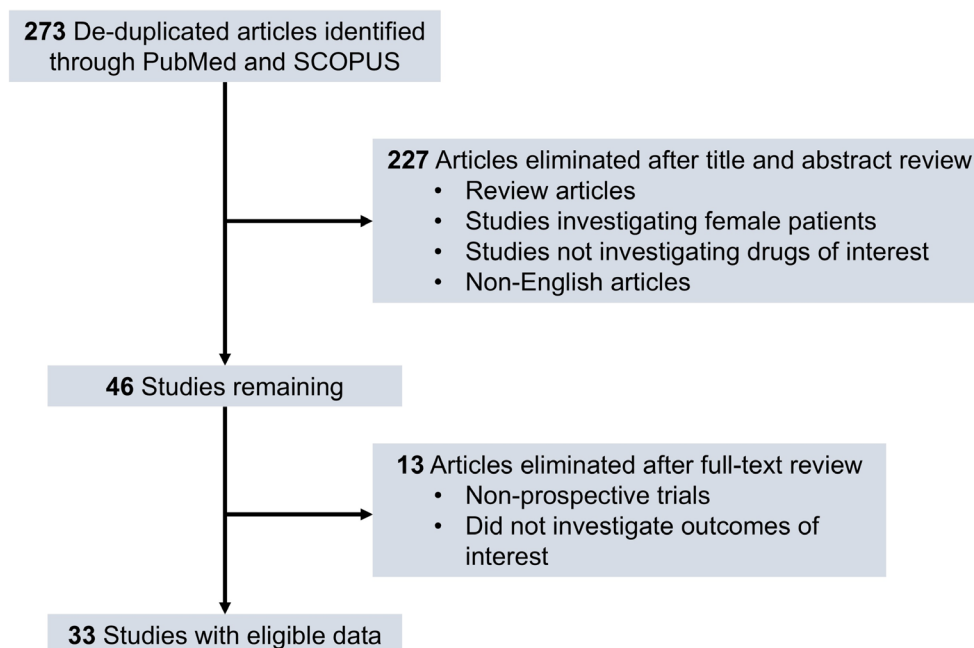 273 De-duplicated articles identified
through PubMed and SCOPUS
227 Articles eliminated after title and abstract review
• Review articles
• Studies investigating female patients
• Studies not investigating drugs of interest
• Non-English articles
46 Studies remaining
13 Articles eliminated after full-text review
• Non-prospective trials
• Did not investigate outcomes of
interest
33 Studies with eligible data